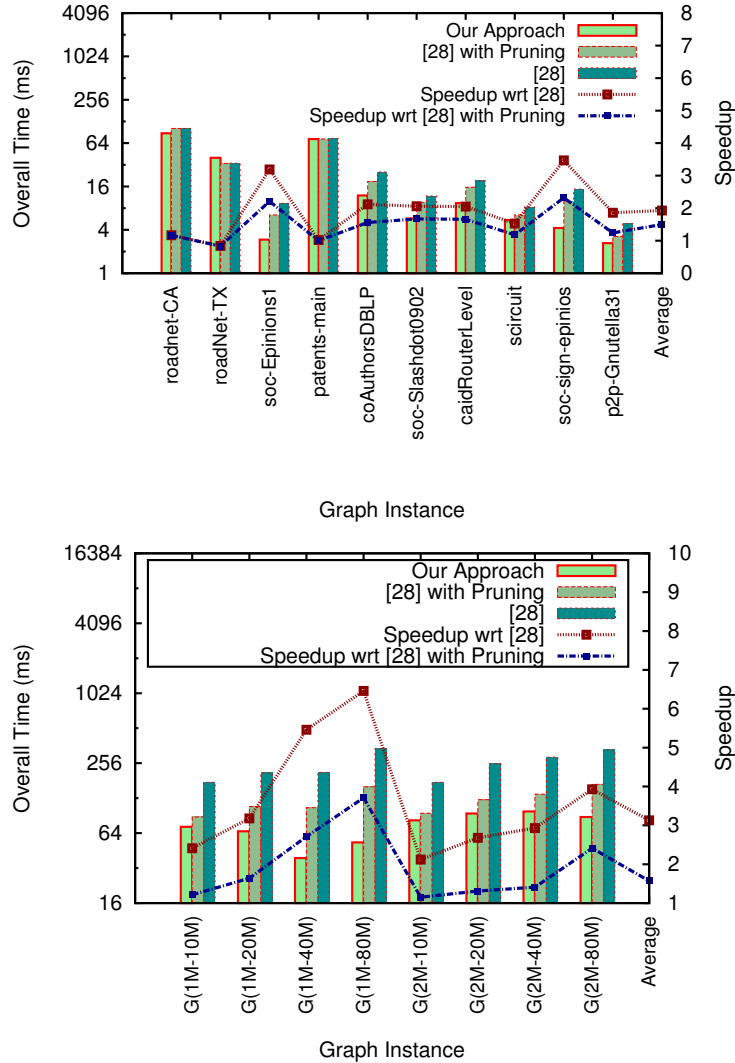 4096
1024
256
64
16
4
1
Overall Time (ms)
8
7
6
5
4
3
2
1
0
Speedup
Our Approach
[28] with Pruning
[28]
Speedup wrt [28]
Speedup wrt [28] with Pruning
roadnet-CA
roadNet-TX
soc-Epinions1
patents-main
coAuthorsDBLP
soc-Slashdot0902
caidRouterLevel
scircuit
soc-sign-epinios
p2p-Gnutella31
Average
Graph Instance
16384
4096
1024
256
64
16
Overall Time (ms)
10
9
8
7
6
5
4
3
2
1
Speedup
Our Approach
[28] with Pruning
[28]
Speedup wrt [28]
Speedup wrt [28] with Pruning
G(1M-10M)
G(1M-20M)
G(1M-40M)
G(1M-80M)
G(2M-10M)
G(2M-20M)
G(2M-40M)
G(2M-80M)
Average
Graph Instance